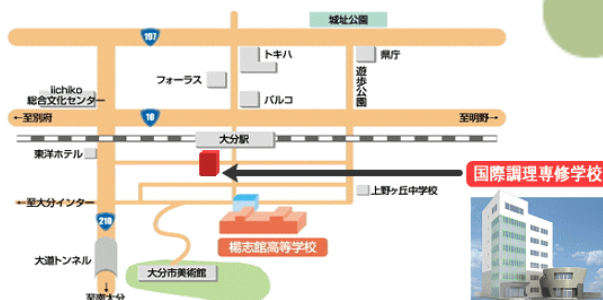 城址公園
197
トキハ
県庁
フォーラス
遊歩公園
iichiko
総合文化センター
パルコ
←至別府
10
至明野→
大分駅
東洋ホテル
国際調理専修学校
上野ヶ丘中学校
←至大分インター
210
楊志館高等学校
大道トンネル
大分市美術館
↓
至南大分